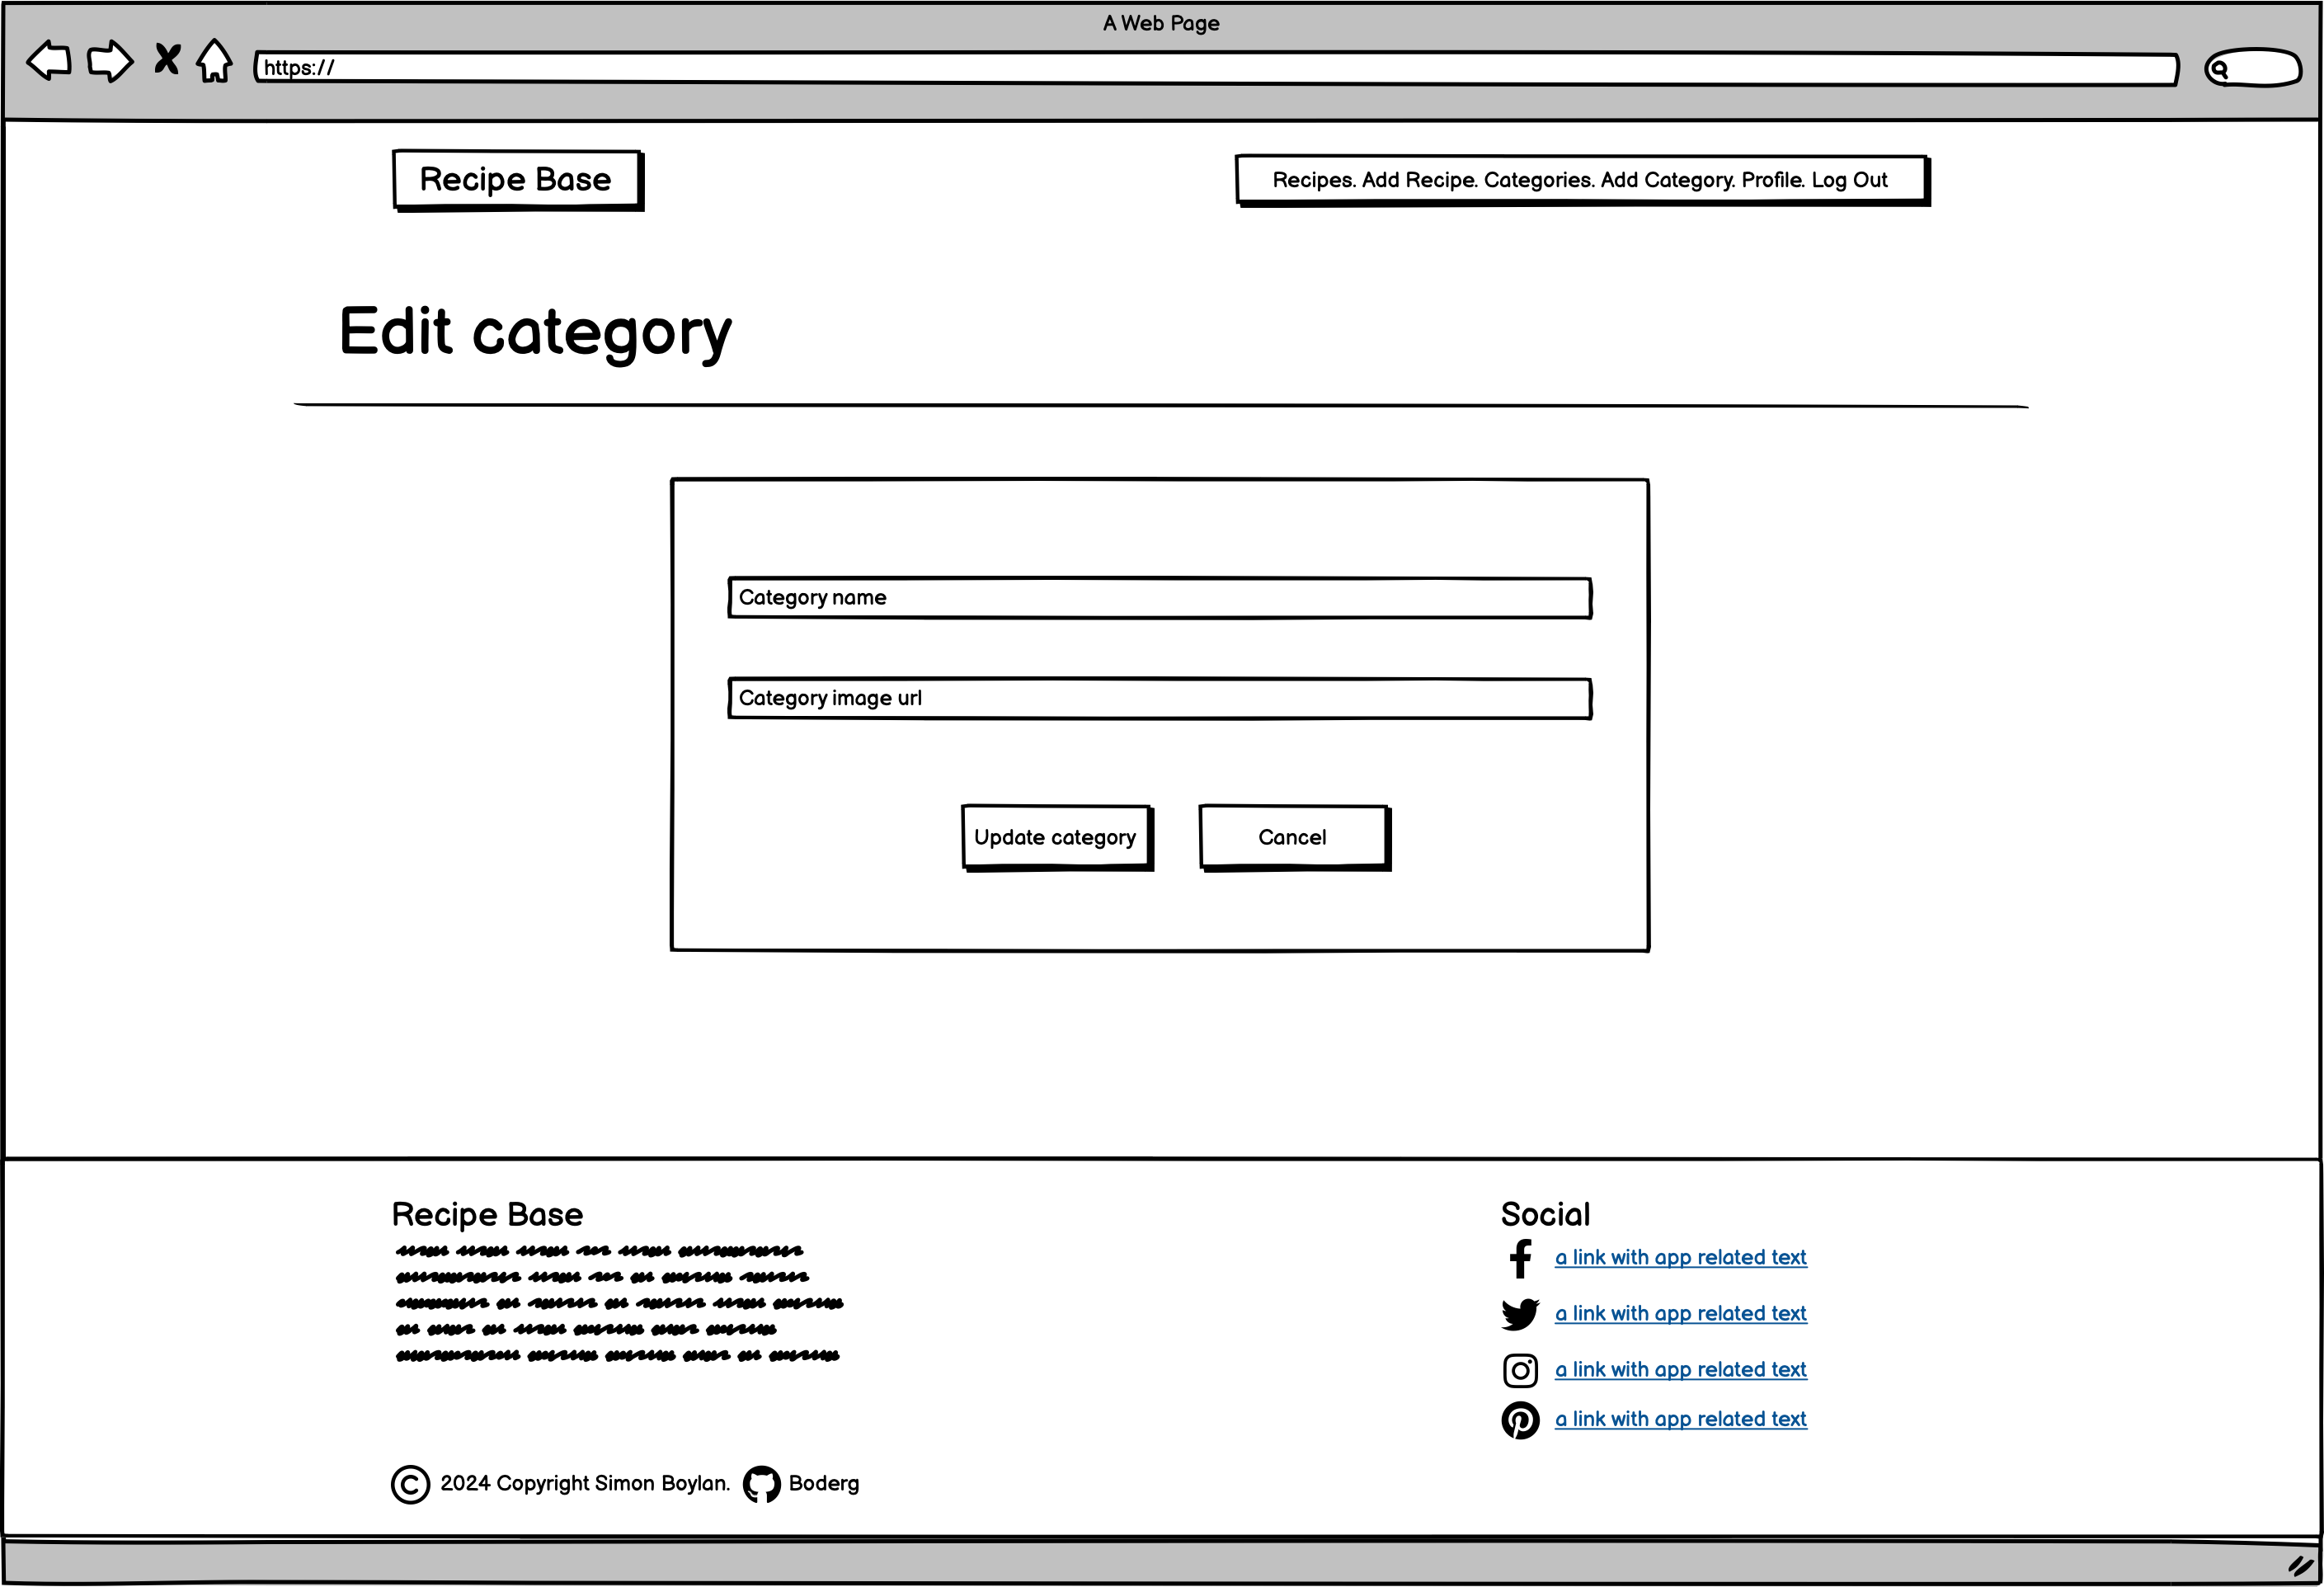 A Web Page
https://
Recipe Base
Recipes. Add Recipe. Categories. Add Category. Profile. Log Out
Edit category
Category name
Category image url
Update category
Cancel
Recipe Base
Social
a link with app related text
a link with app related text
a link with app related text
a link with app related text
2024 Copyright Simon Boylan.
Boderg